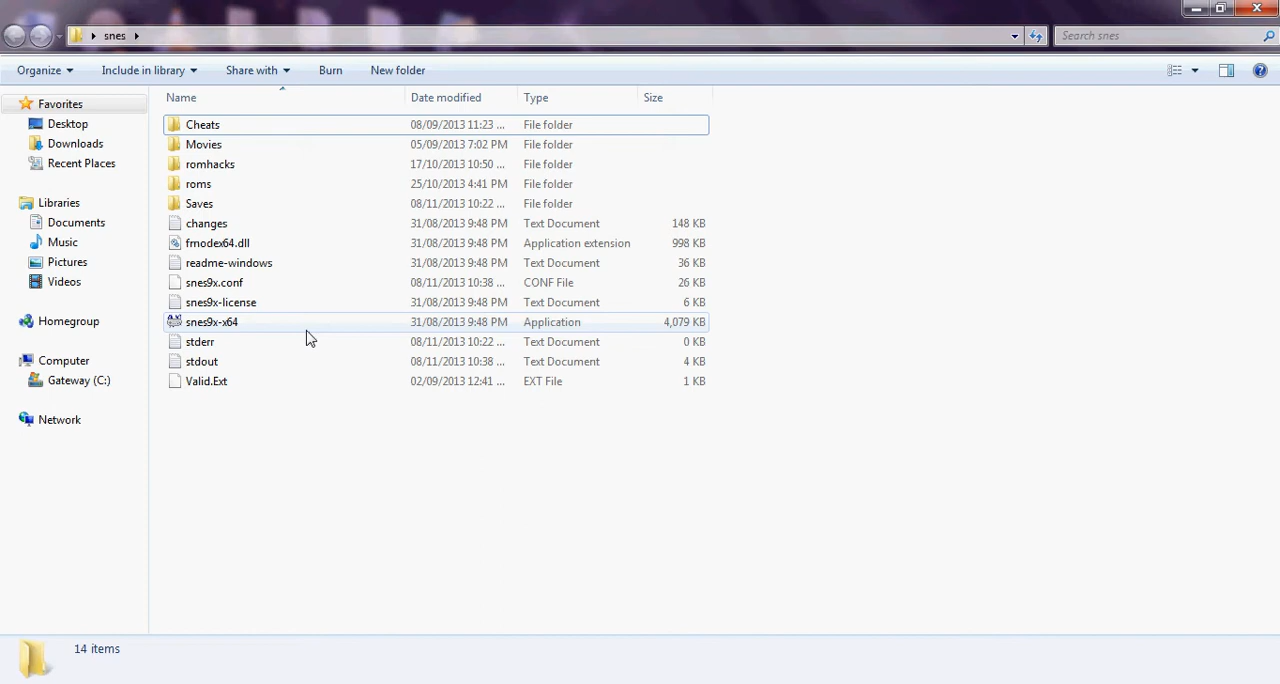 snes
Search snes
Organize Include in library Share with Burn New folder
Name Date modified Type Size
Favorites
Desktop
Downloads
Recent Places
Libraries
Documents
Music
Pictures
Videos
Homegroup
Computer
Gateway (C:)
Network
Cheats 08/09/2013 11:23 ... File folder
Movies 05/09/2013 7:02 PM File folder
romhacks 17/10/2013 10:50 ... File folder
roms 25/10/2013 4:41 PM File folder
Saves 08/11/2013 10:22 ... File folder
changes 31/08/2013 9:48 PM Text Document 148 KB
fmodex64.dll 31/08/2013 9:48 PM Application extension 998 KB
readme-windows 31/08/2013 9:48 PM Text Document 36 KB
snes9x.conf 08/11/2013 10:38 ... CONF File 26 KB
snes9x-license 31/08/2013 9:48 PM Text Document 6 KB
snes9x-x64 31/08/2013 9:48 PM Application 4,079 KB
stderr 08/11/2013 10:22 ... Text Document 0 KB
stdout 08/11/2013 10:38 ... Text Document 4 KB
Valid.Ext 02/09/2013 12:41 ... EXT File 1 KB
14 items